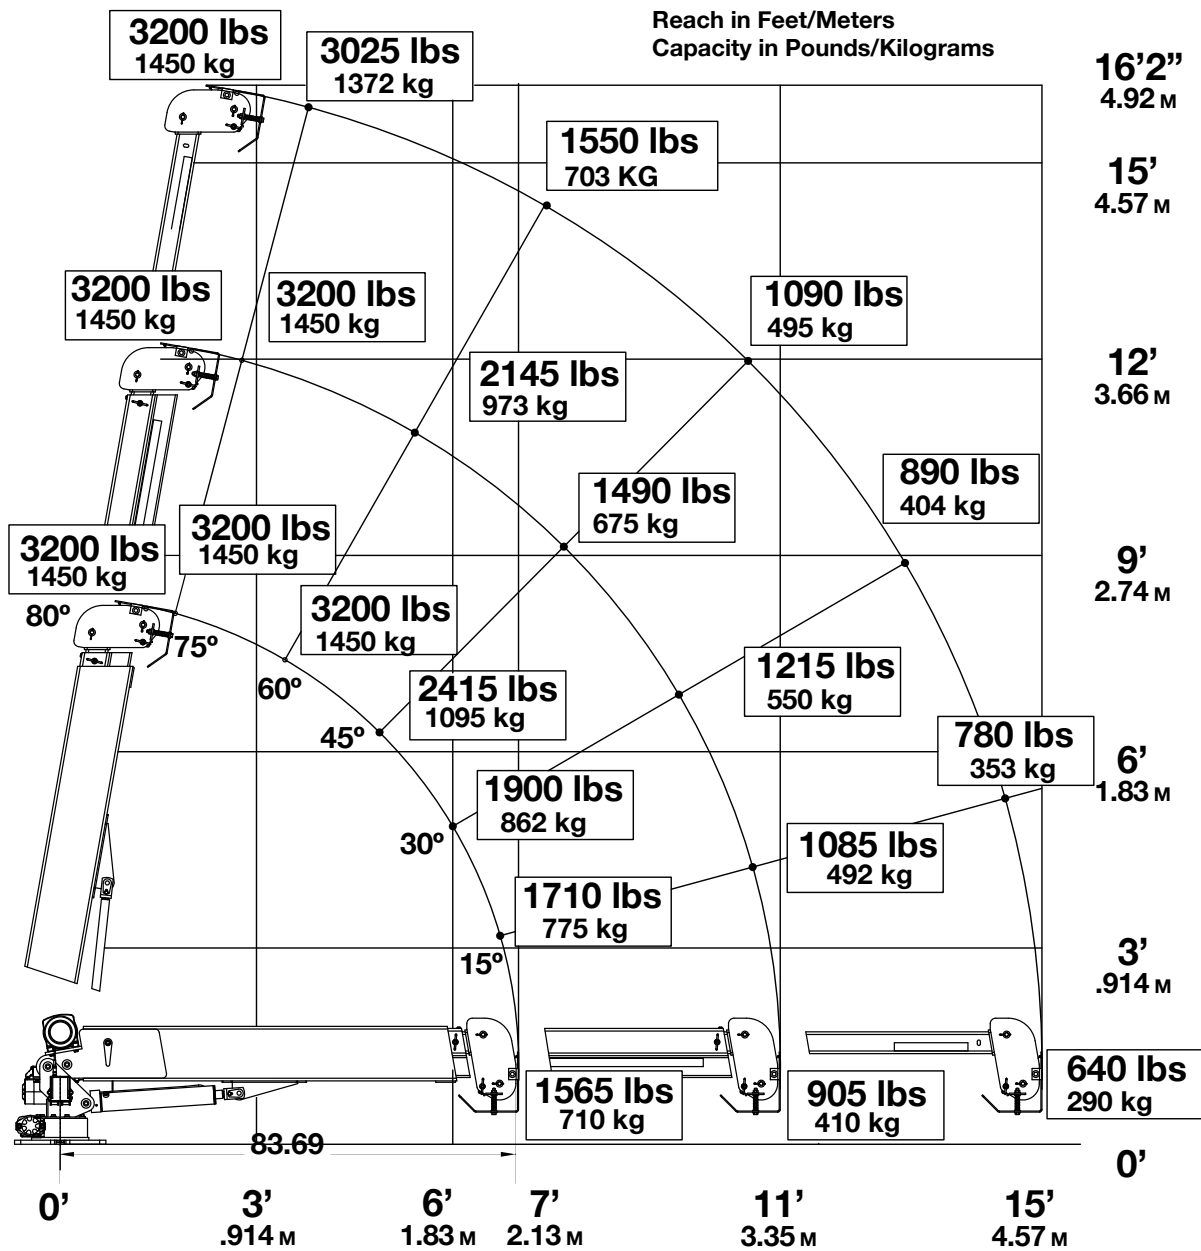 Reach in Feet/Meters
Capacity in Pounds/Kilograms
3200 lbs
1450 kg
3025 lbs
1372 kg
16’2”
4.92 M
1550 lbs
703 KG
15’
4.57 M
3200 lbs
1450 kg
3200 lbs
1450 kg
1090 lbs
495 kg
12’
3.66 M
2145 lbs
973 kg
890 lbs
404 kg
1490 lbs
675 kg
3200 lbs
1450 kg
3200 lbs
1450 kg
9’
2.74 M
80º
75º
3200 lbs
1450 kg
60º
1215 lbs
550 kg
2415 lbs
1095 kg
45º
780 lbs
353 kg
6’
1.83 M
1900 lbs
862 kg
30º
1085 lbs
492 kg
1710 lbs
775 kg
15º
3’
.914 M
1565 lbs
710 kg
905 lbs
410 kg
640 lbs
290 kg
83.69
0’
0’
3’
.914 M
6’
1.83 M
7’
2.13 M
11’
3.35 M
15’
4.57 M